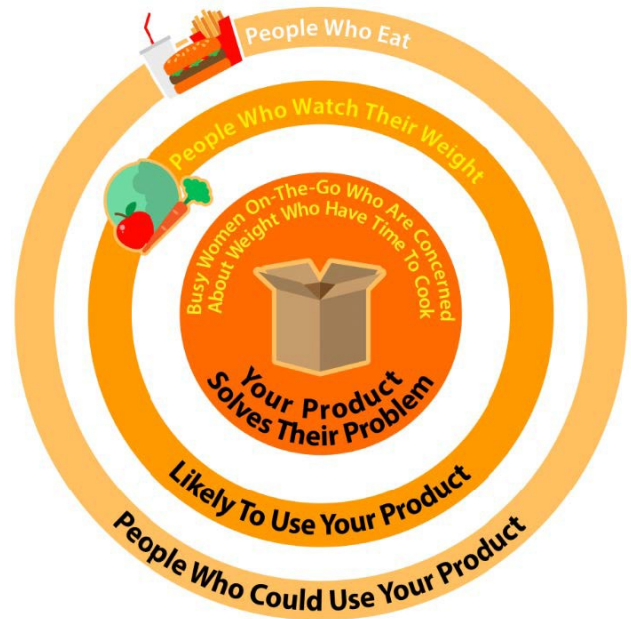 People Who Eat
People Who Watch Their Weight
Busy Women On-The-Go Who Are Concerned
About Weight Who Have Time To Cook
Your Product
Solves Their Problem
Likely To Use Your Product
People Who Could Use Your Product